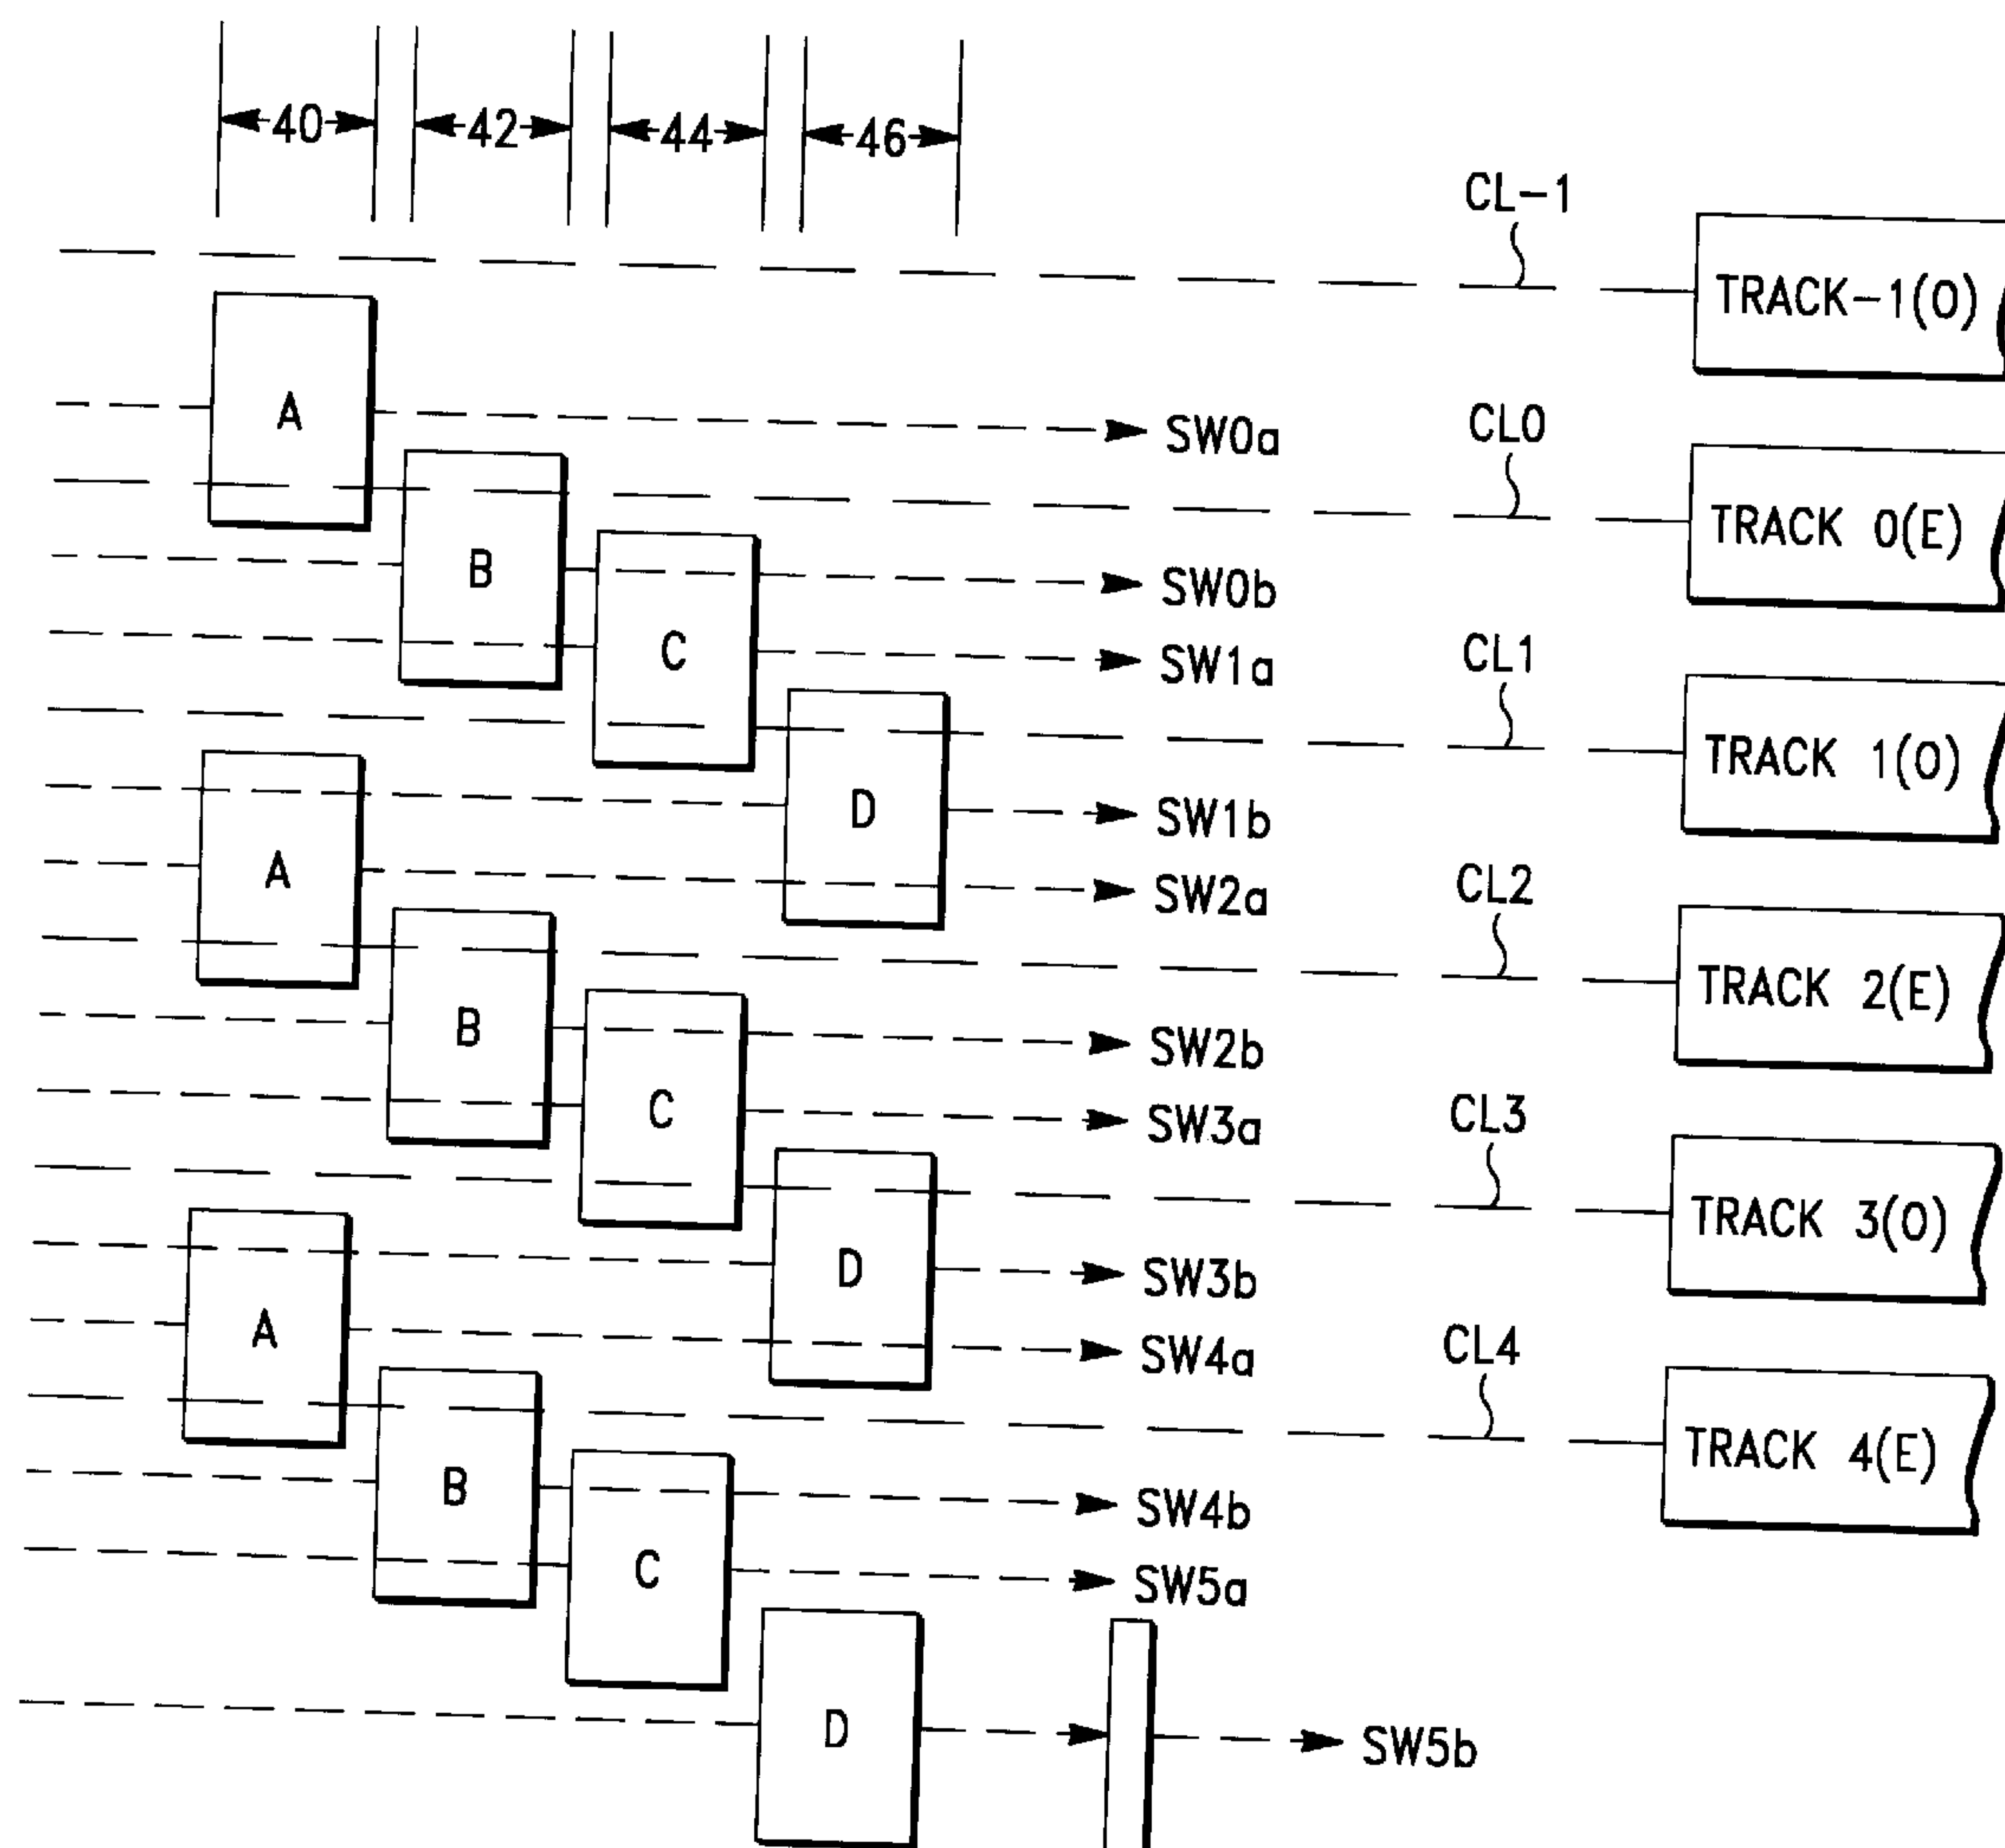 40 42 44 46
CL-1
TRACK-1(O)
A
SW0a
CL0
TRACK 0(E)
B
SW0b
C
SW1a
CL1
TRACK 1(O)
D
SW1b
A
SW2a
CL2
TRACK 2(E)
B
SW2b
C
SW3a
CL3
TRACK 3(O)
D
SW3b
A
SW4a
CL4
TRACK 4(E)
B
SW4b
C
SW5a
D
SW5b